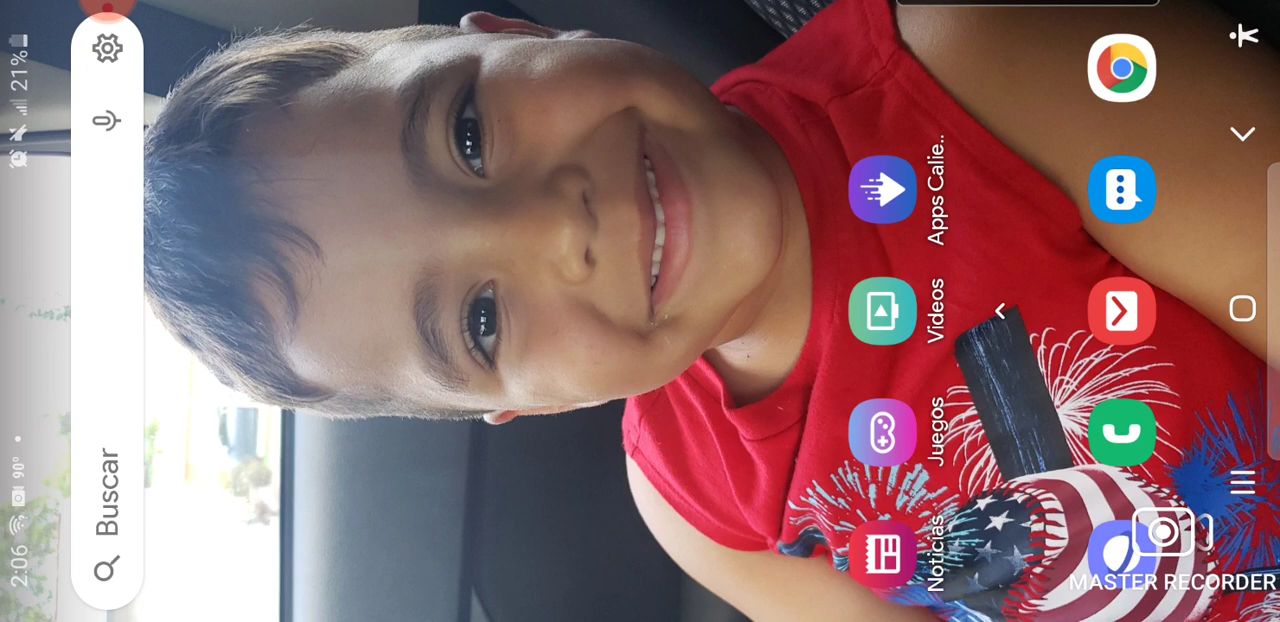 2:06
90°
21%
Buscar
Noticias
Juegos
Videos
Apps Calie..
MASTER RECORDER